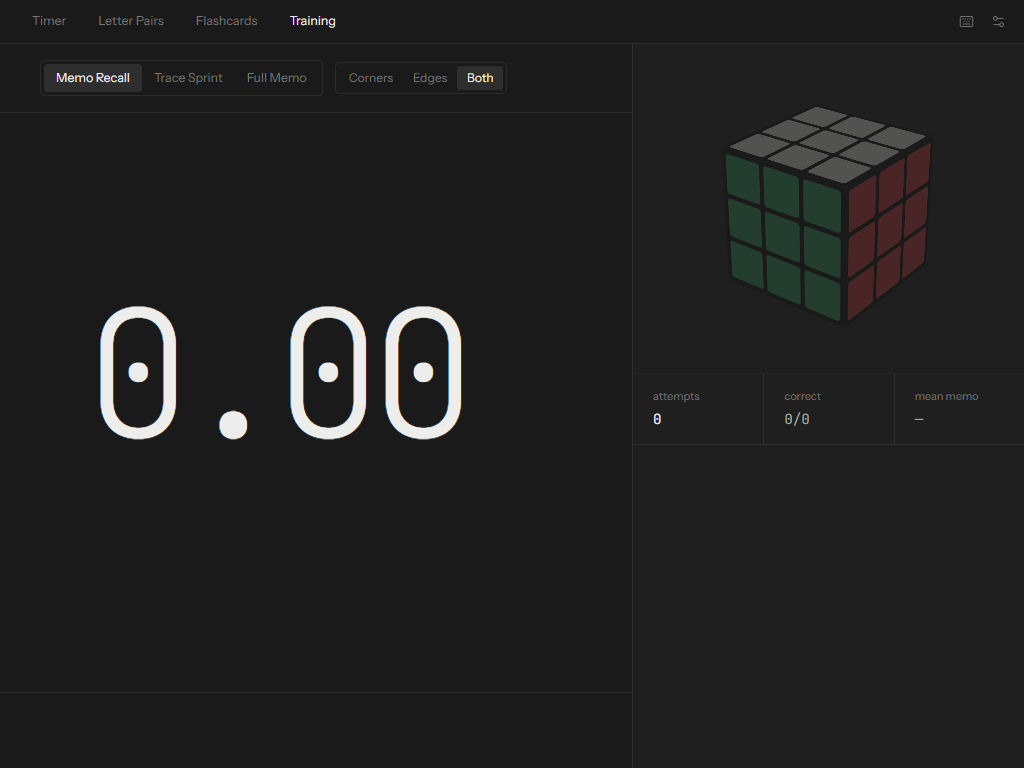 Timer Letter Pairs Flashcards Training
Memo Recall Trace Sprint Full Memo Corners Edges Both
0.00
attempts correct mean memo
0 0/0 —